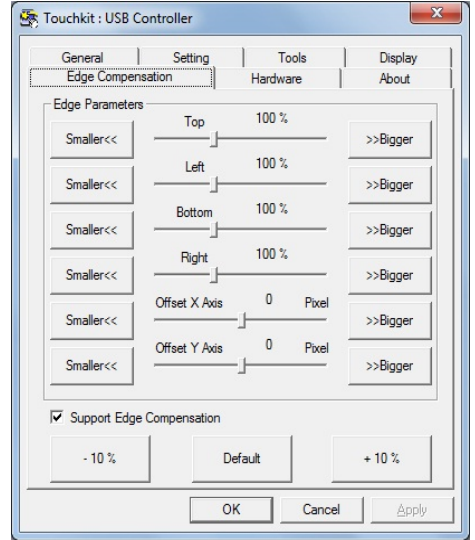 Touchkit : USB Controller
General Setting Tools Display
Edge Compensation Hardware About
Edge Parameters
Top 100 %
Smaller<< >>Bigger
Left 100 %
Smaller<< >>Bigger
Bottom 100 %
Smaller<< >>Bigger
Right 100 %
Smaller<< >>Bigger
Offset X Axis 0 Pixel
Smaller<< >>Bigger
Offset Y Axis 0 Pixel
Smaller<< >>Bigger
Support Edge Compensation
- 10 % Default + 10 %
OK Cancel Apply